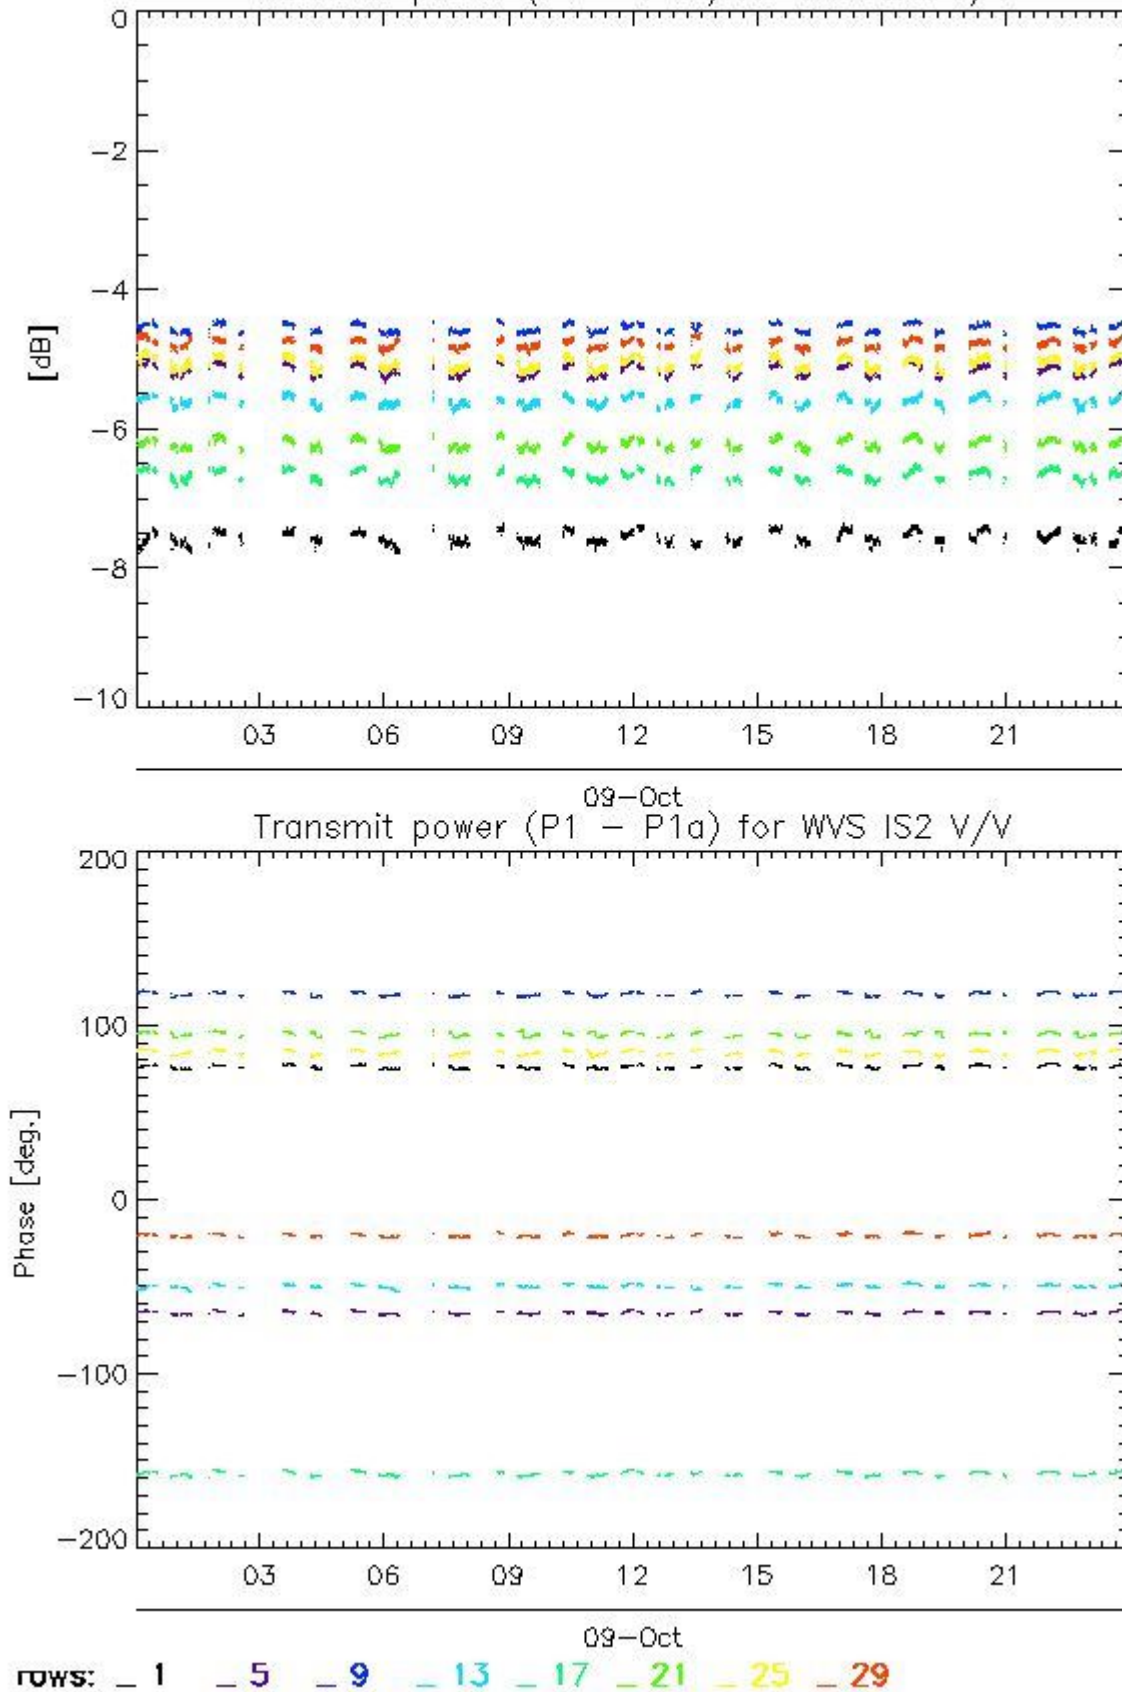 0
-2
-4
[dB]
-6
-8
-10
03 06 09 12 15 18 21
09-Oct
Transmit power (P1 - P1a) for WVS IS2 V/V
200
100
Phase [deg.]
0
-100
-200
03 06 09 12 15 18 21
09-Oct
rows: _ 1 _ 5 _ 9 _ 13 _ 17 _ 21 _ 25 _ 29